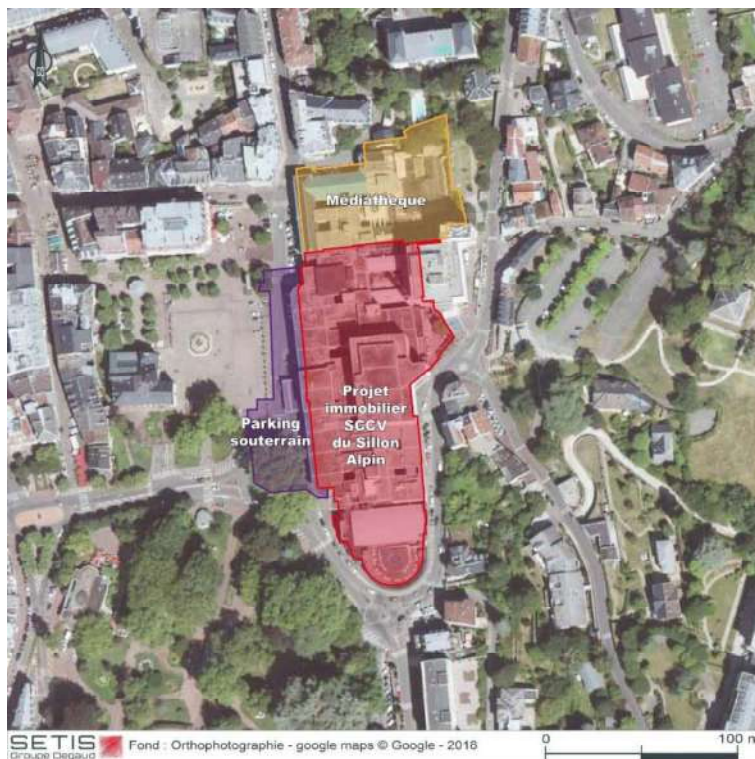 Médiathèque
Projet
immobilier
SCCV
du Sillon
Alpin
Parking
souterrain
SETIS
Groupe Degaud
Fond : Orthophotographie - google maps © Google - 2016
0
100 m